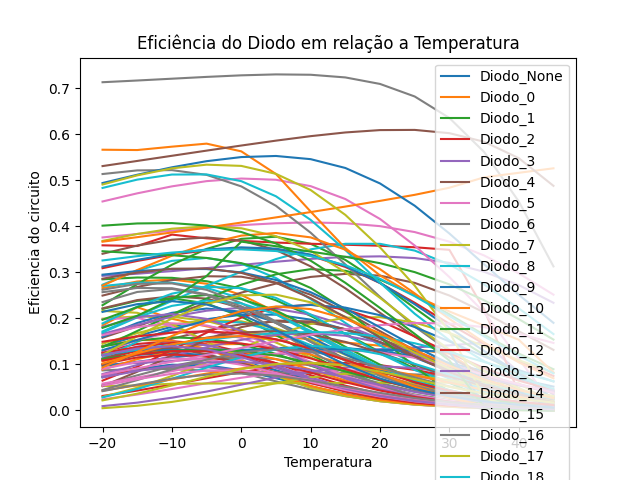 Eficiência do Diodo em relação a Temperatura
Eficiencia do circuito
0.7
0.6
0.5
0.4
0.3
0.2
0.1
0.0
−20
−10
0
10
20
30
40
Temperatura
Diodo_None
Diodo_0
Diodo_1
Diodo_2
Diodo_3
Diodo_4
Diodo_5
Diodo_6
Diodo_7
Diodo_8
Diodo_9
Diodo_10
Diodo_11
Diodo_12
Diodo_13
Diodo_14
Diodo_15
Diodo_16
Diodo_17
Diodo_18